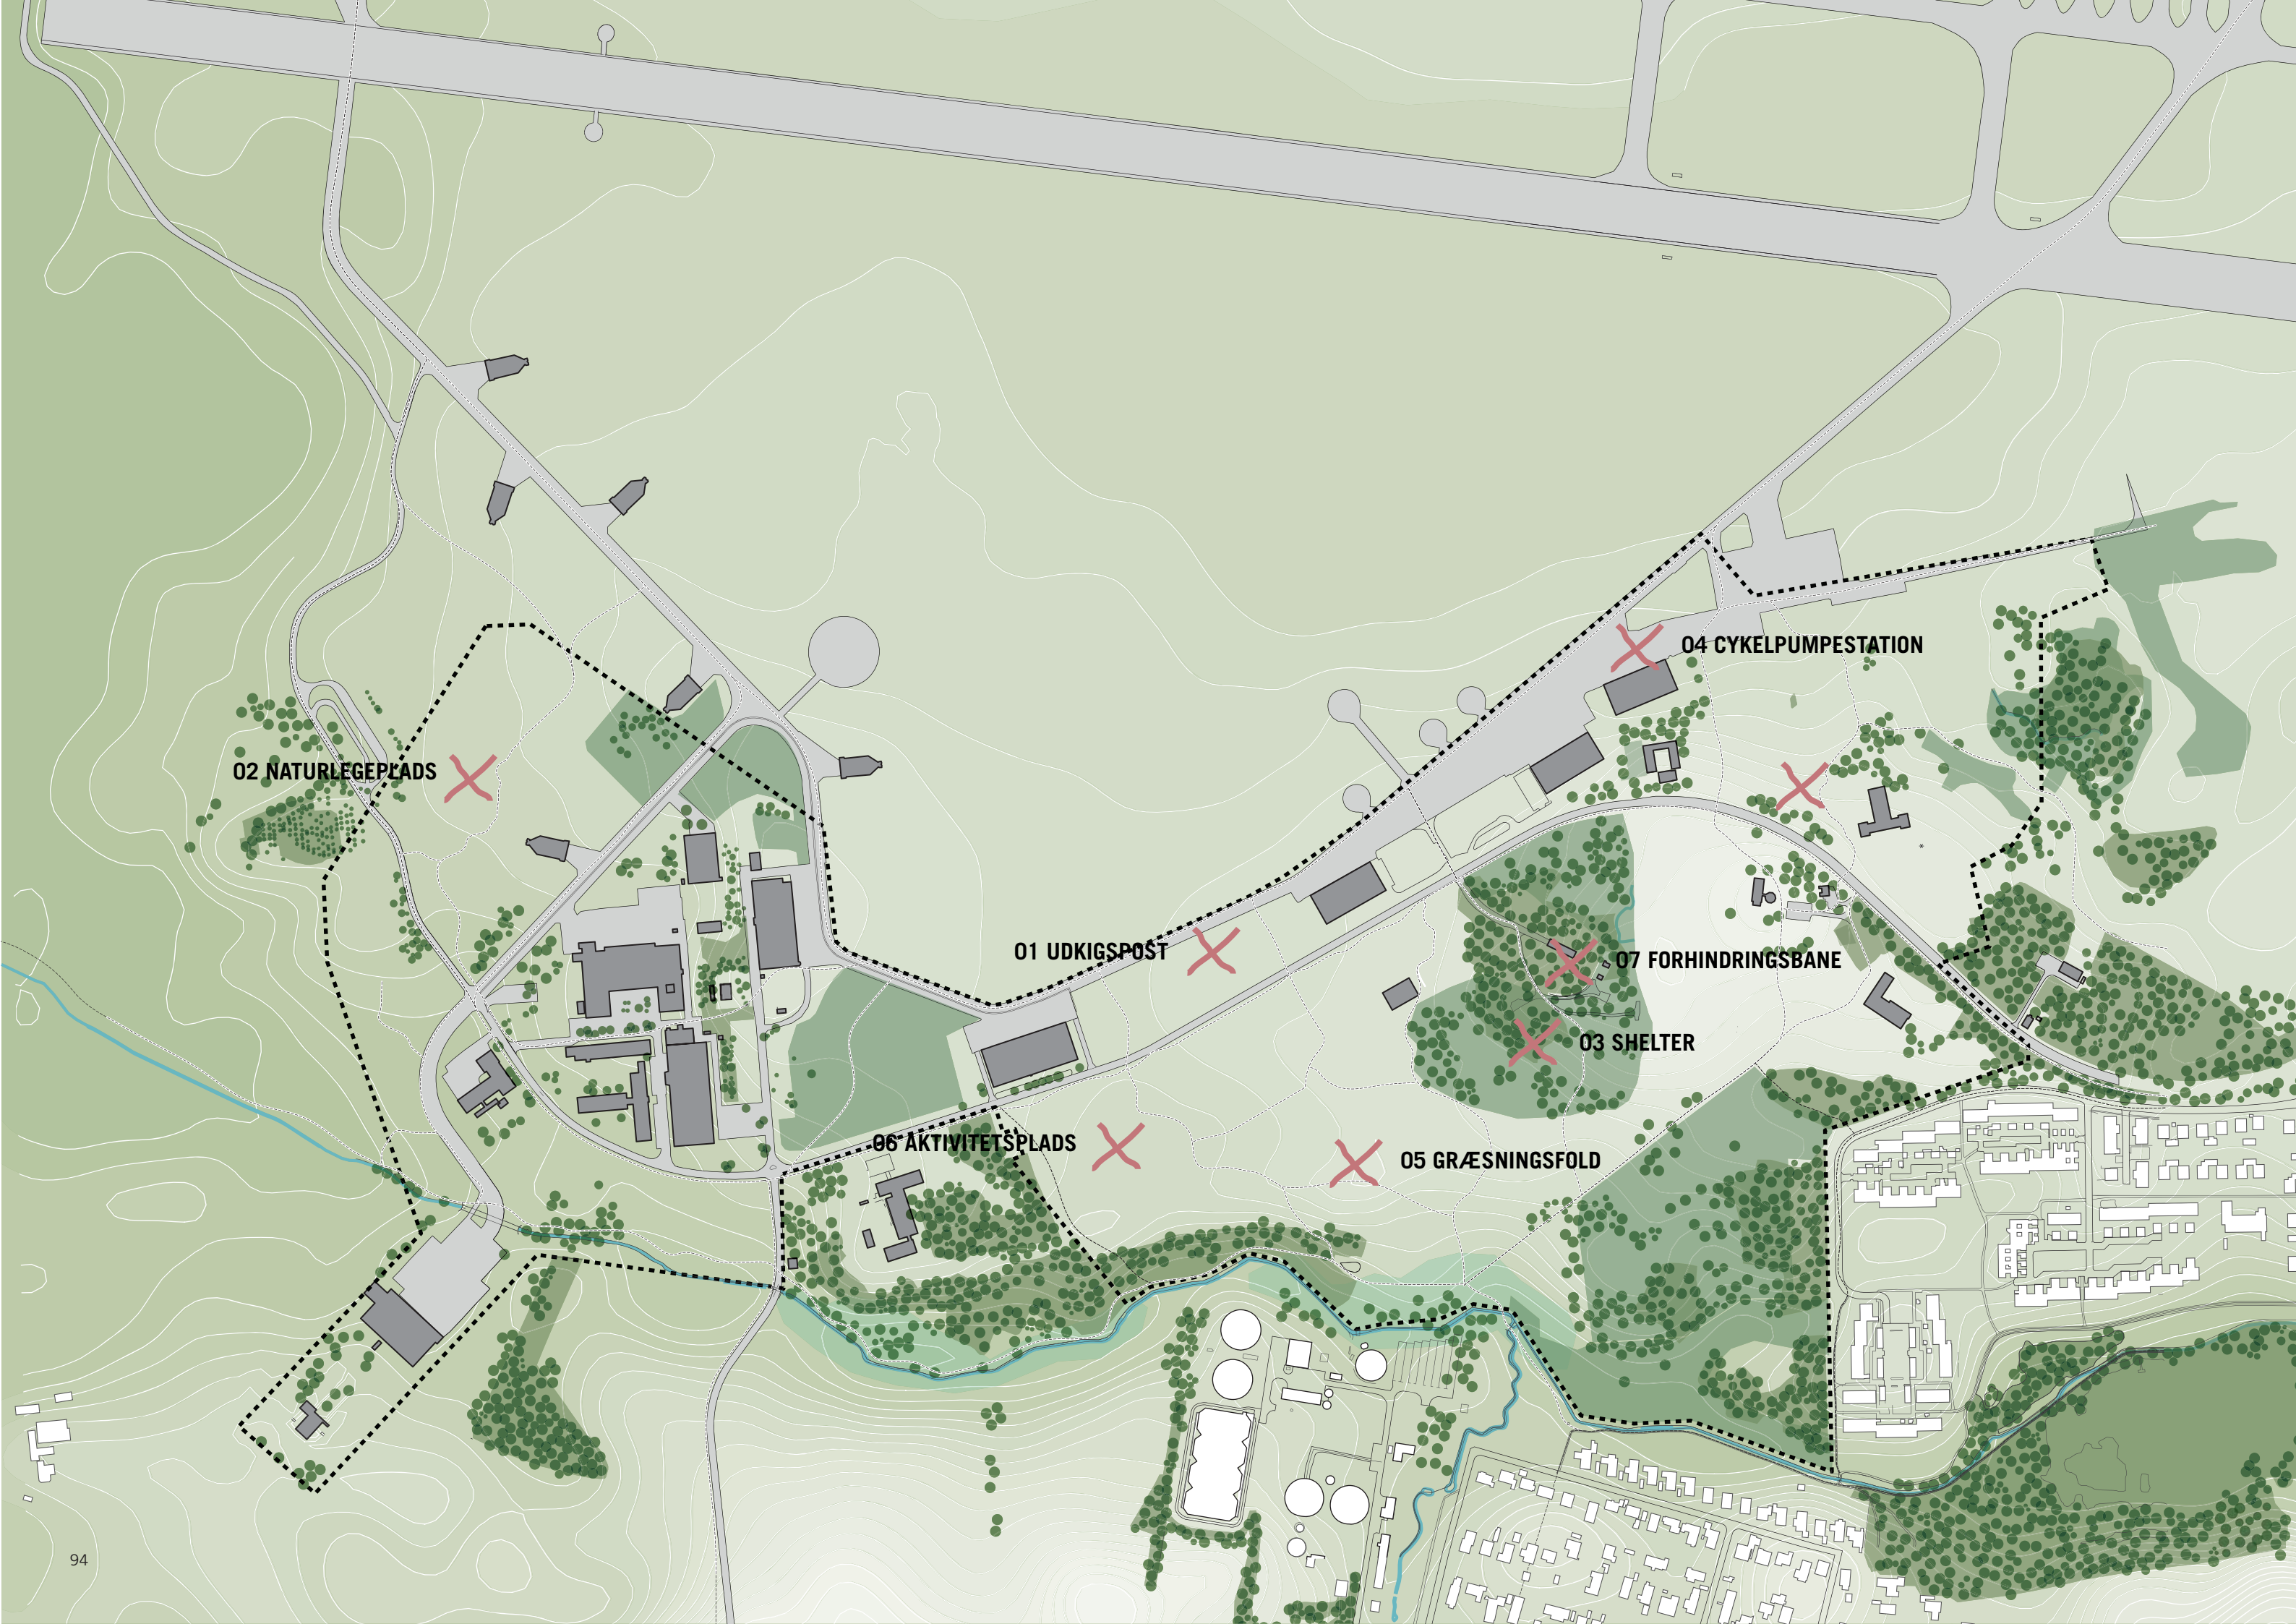 04 CYKELPUMPESTATION
02 NATURLEGEPLADS
01 UDKIGSPOST
07 FORHINDRINGSBANE
03 SHELTER
06 AKTIVITETSPLADS
05 GRÆSNINGSFOLD
94